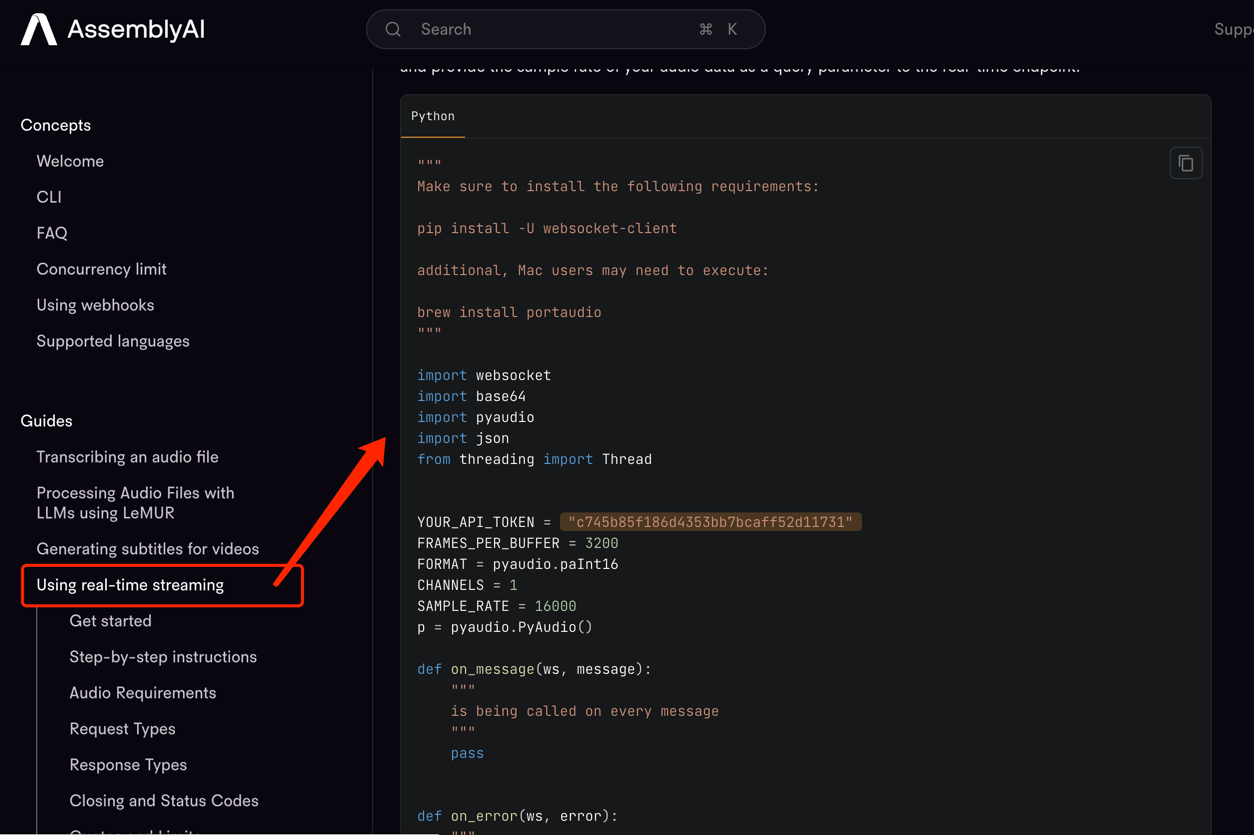 AssemblyAI
Search
⌘ K
Supp
Concepts
Welcome
CLI
FAQ
Concurrency limit
Using webhooks
Supported languages
Guides
Transcribing an audio file
Processing Audio Files with
LLMs using LeMUR
Generating subtitles for videos
Using real-time streaming
Get started
Step-by-step instructions
Audio Requirements
Request Types
Response Types
Closing and Status Codes
Quotas and Limits
and provide the sample rate of your audio data as a query parameter to the real-time endpoint.
Python
"""
Make sure to install the following requirements:
pip install -U websocket-client
additional, Mac users may need to execute:
brew install portaudio
"""
import websocket
import base64
import pyaudio
import json
from threading import Thread
YOUR_API_TOKEN = "c745b85f186d4353bb7bcaff52d11731"
FRAMES_PER_BUFFER = 3200
FORMAT = pyaudio.paInt16
CHANNELS = 1
SAMPLE_RATE = 16000
p = pyaudio.PyAudio()
def on_message(ws, message):
"""
is being called on every message
"""
pass
def on_error(ws, error):
"""